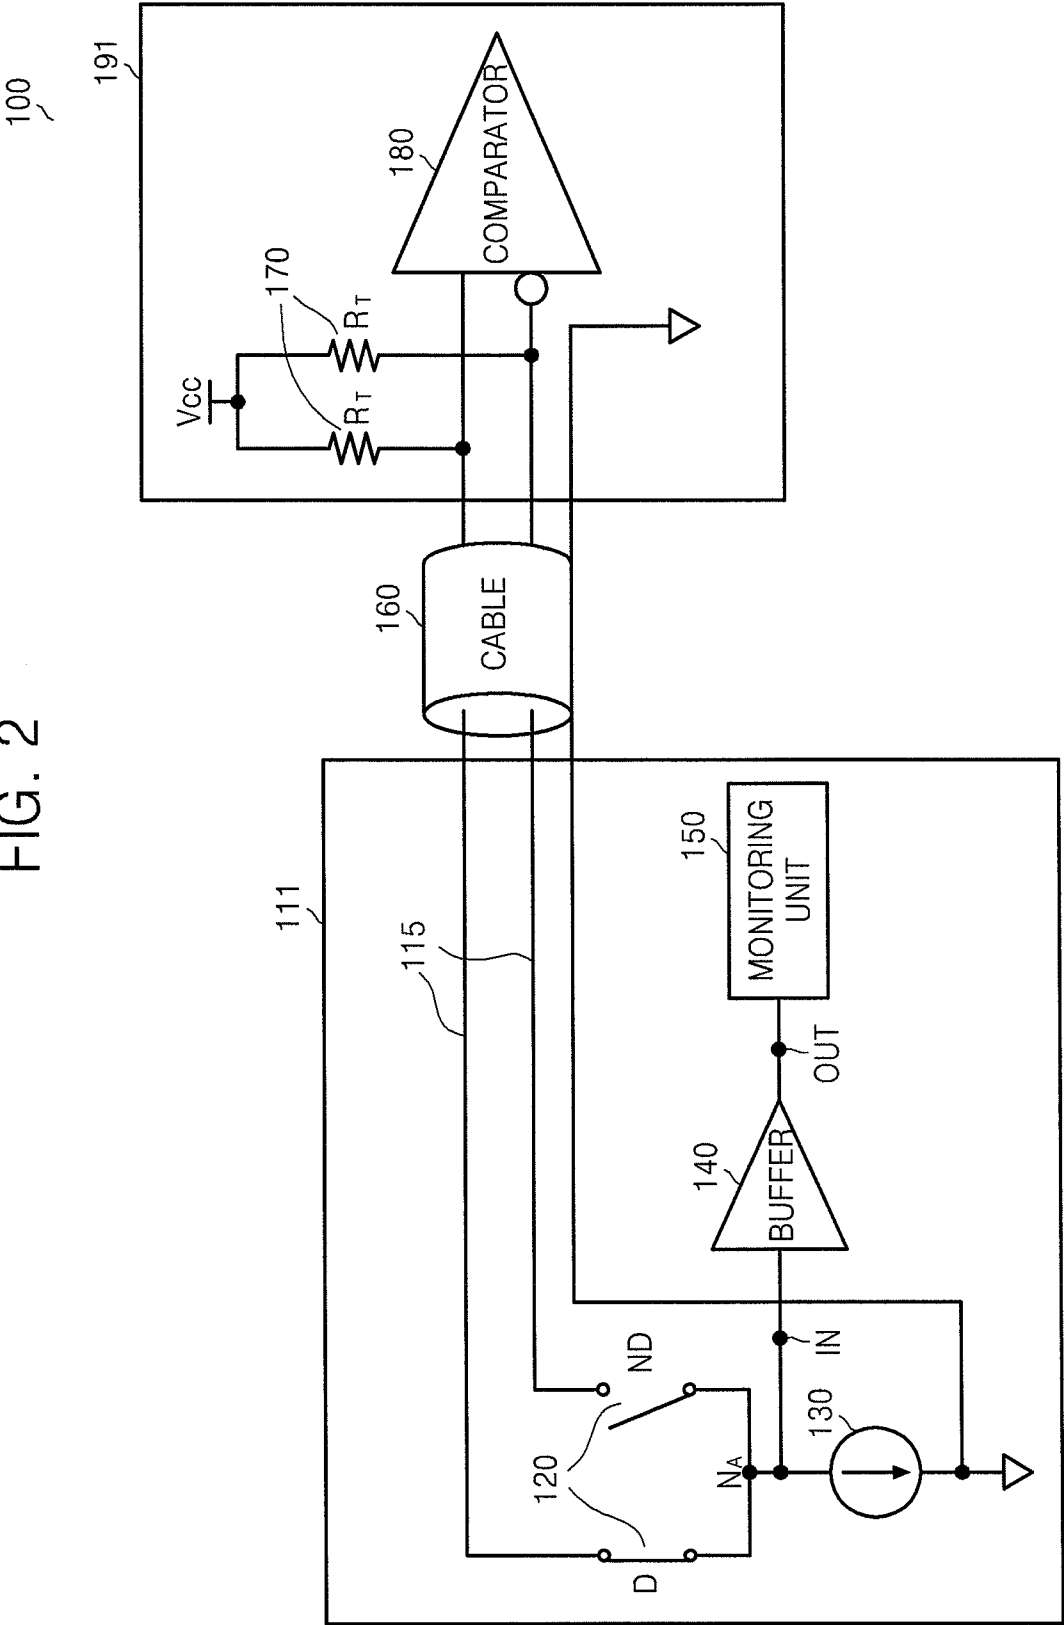 FIG. 2
100
111
191
115
160
CABLE
Vcc
170
RT
RT
180
COMPARATOR
120
D
ND
NA
130
IN
140
BUFFER
OUT
150
MONITORING
UNIT